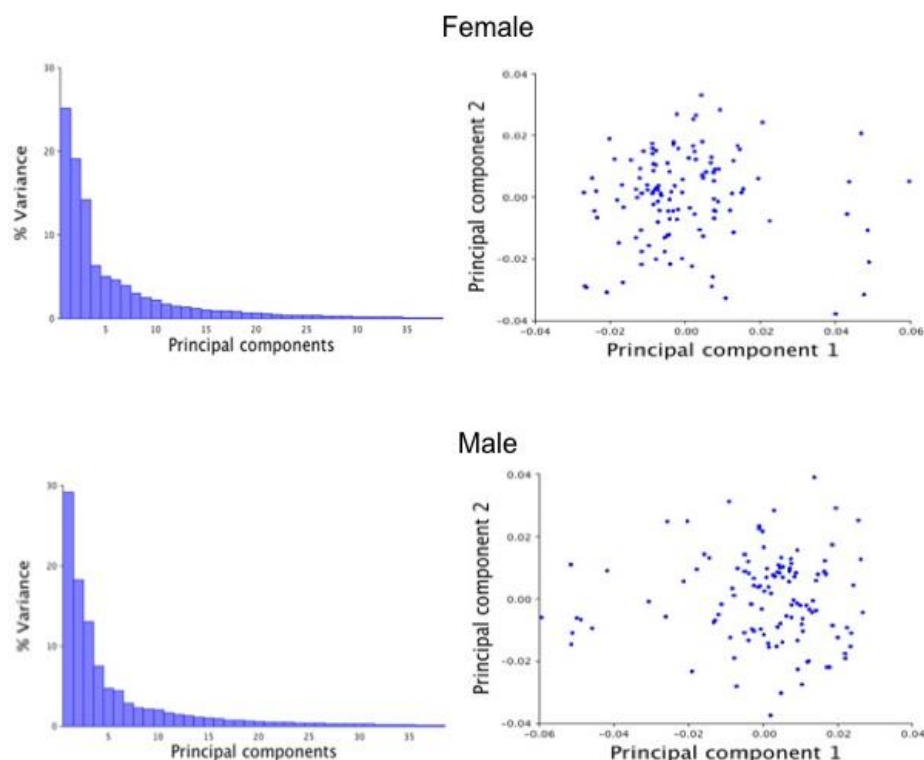 Female
30
20
10
0
% Variance
5 10 15 20 25 30 35
Principal components
0.04
0.02
0.00
−0.02
−0.04
Principal component 2
−0.04 −0.02 0.00 0.02 0.04 0.06
Principal component 1
Male
30
20
10
0
% Variance
5 10 15 20 25 30 35
Principal components
0.04
0.02
0.00
−0.02
−0.04
Principal component 2
−0.06 −0.04 −0.02 0.00 0.02 0.04
Principal component 1